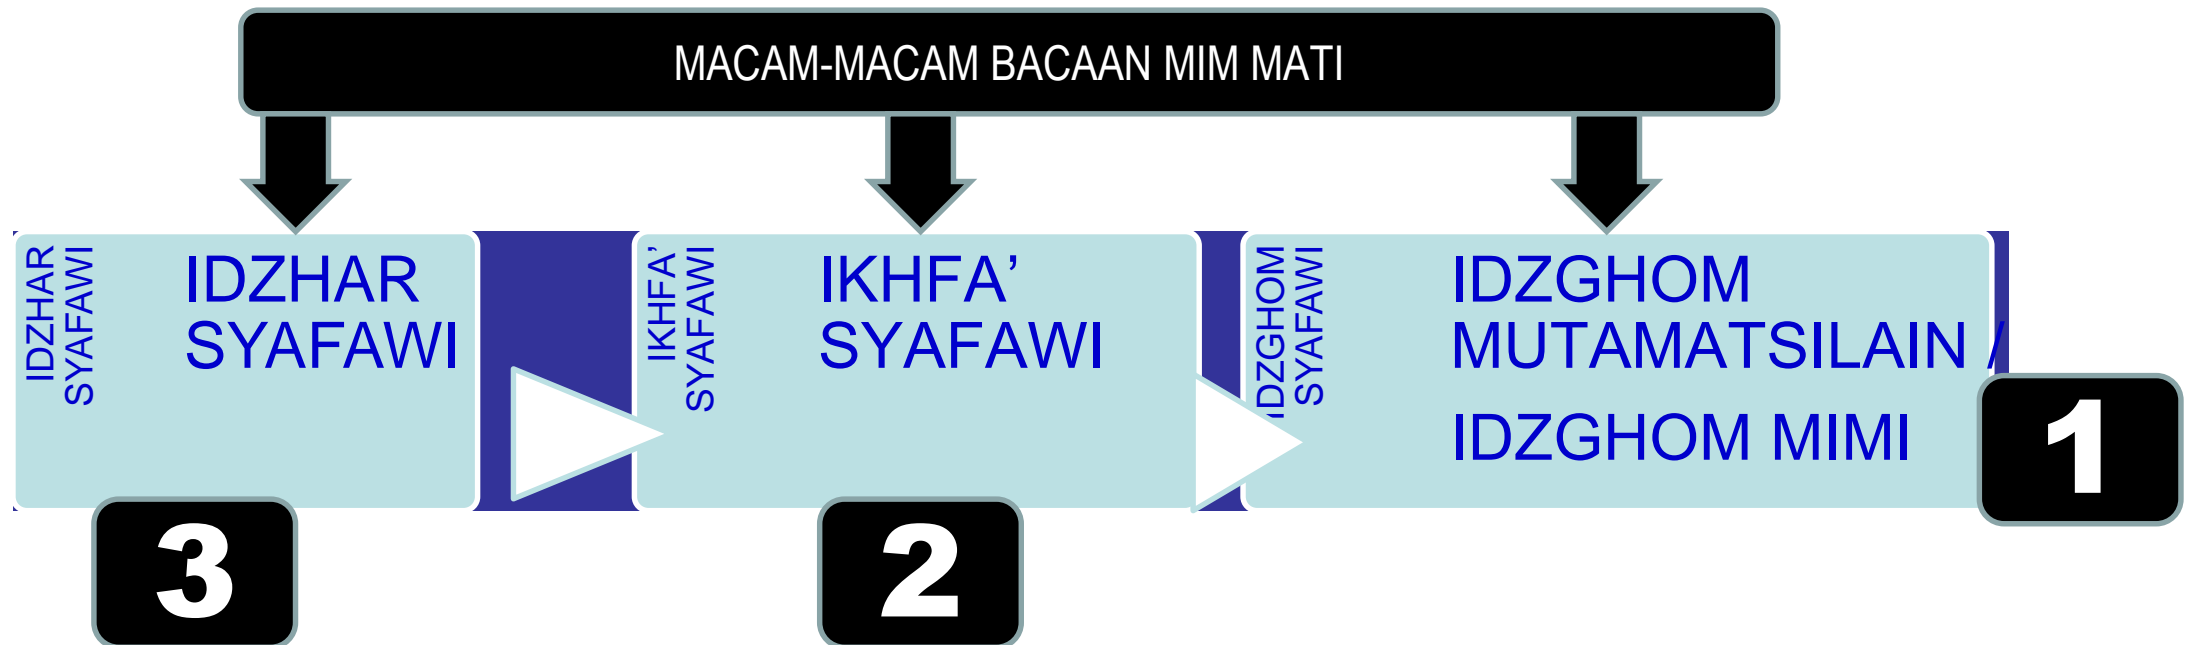 MACAM-MACAM BACAAN MIM MATI
IDZHAR
SYAFAWI
IDZHAR
SYAFAWI
3
IKHFA’
SYAFAWI
IKHFA’
SYAFAWI
2
IDZGHOM
SYAFAWI
IDZGHOM
MUTAMATSILAIN /
IDZGHOM MIMI
1